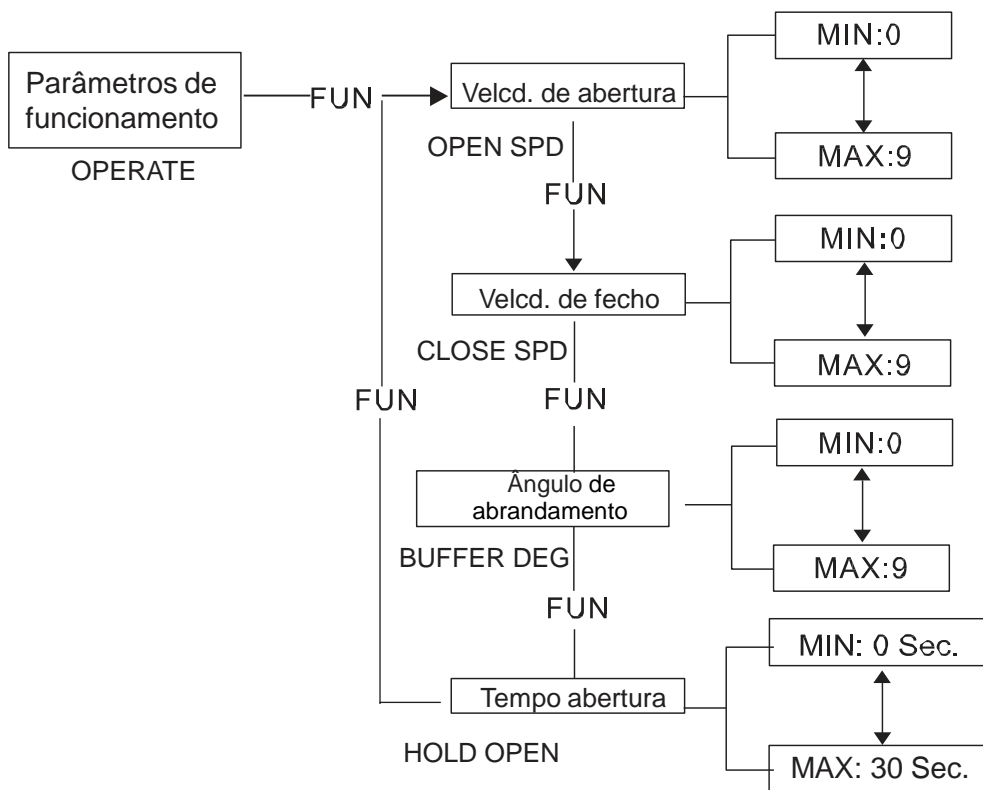 MIN:0
Parâmetros de
funcionamento
OPERATE
FUN
Velcd. de abertura
OPEN SPD
MAX:9
FUN
MIN:0
Velcd. de fecho
CLOSE SPD
MAX:9
FUN
FUN
MIN:0
Ângulo de
abrandamento
BUFFER DEG
MAX:9
FUN
MIN: 0 Sec.
Tempo abertura
HOLD OPEN
MAX: 30 Sec.